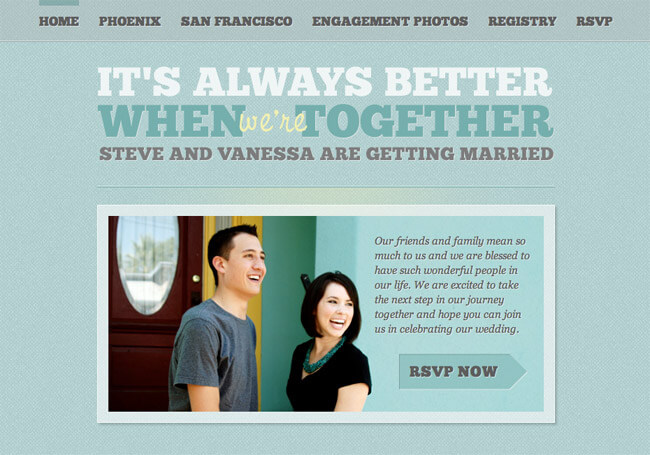 HOME PHOENIX SAN FRANCISCO ENGAGEMENT PHOTOS REGISTRY RSVP
IT'S ALWAYS BETTER
WHEN we're TOGETHER
STEVE AND VANESSA ARE GETTING MARRIED
Our friends and family mean so
much to us and we are blessed to
have such wonderful people in
our life. We are excited to take
the next step in our journey
together and hope you can join
us in celebrating our wedding.
RSVP NOW